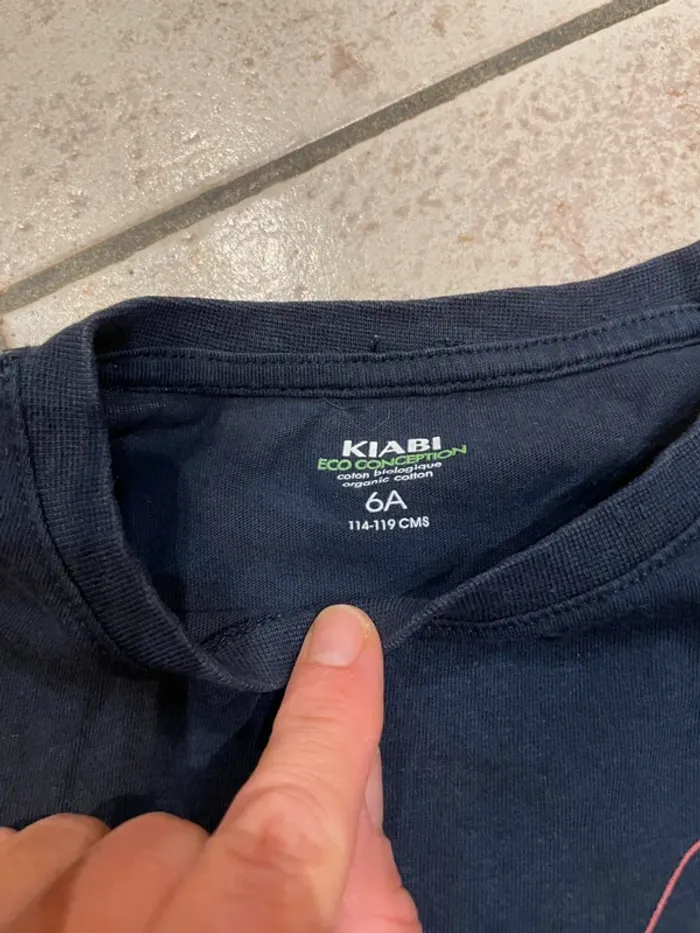 KIABI
ECO CONCEPTION
coton biologique
organic cotton
6A
114-119 CMS